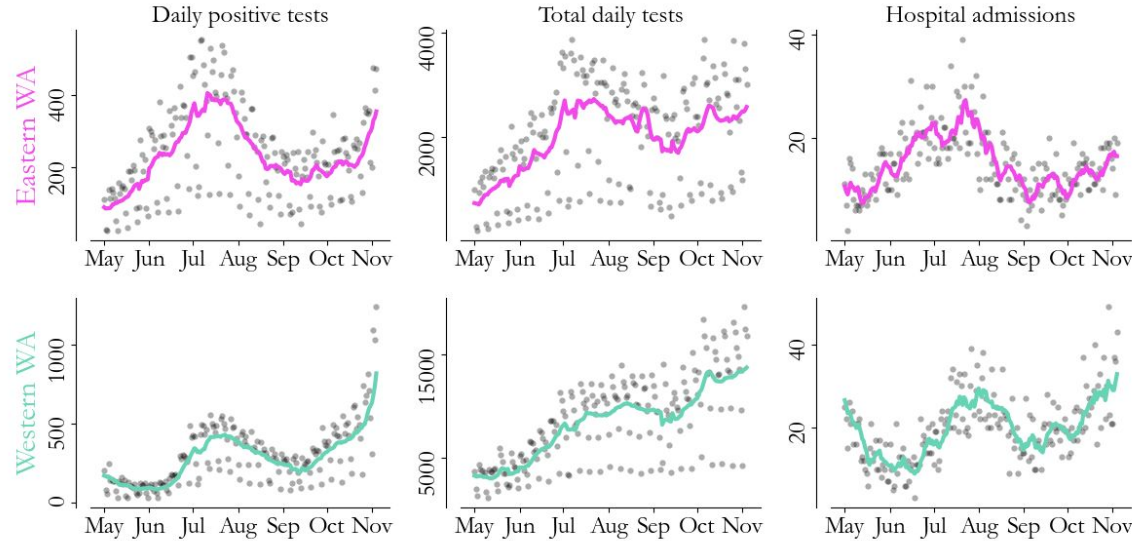 Daily positive tests
Total daily tests
Hospital admissions
Eastern WA
400
200
May Jun Jul Aug Sep Oct Nov
4000
2000
May Jun Jul Aug Sep Oct Nov
40
20
May Jun Jul Aug Sep Oct Nov
Western WA
1000
500
0
May Jun Jul Aug Sep Oct Nov
15000
5000
May Jun Jul Aug Sep Oct Nov
40
20
May Jun Jul Aug Sep Oct Nov